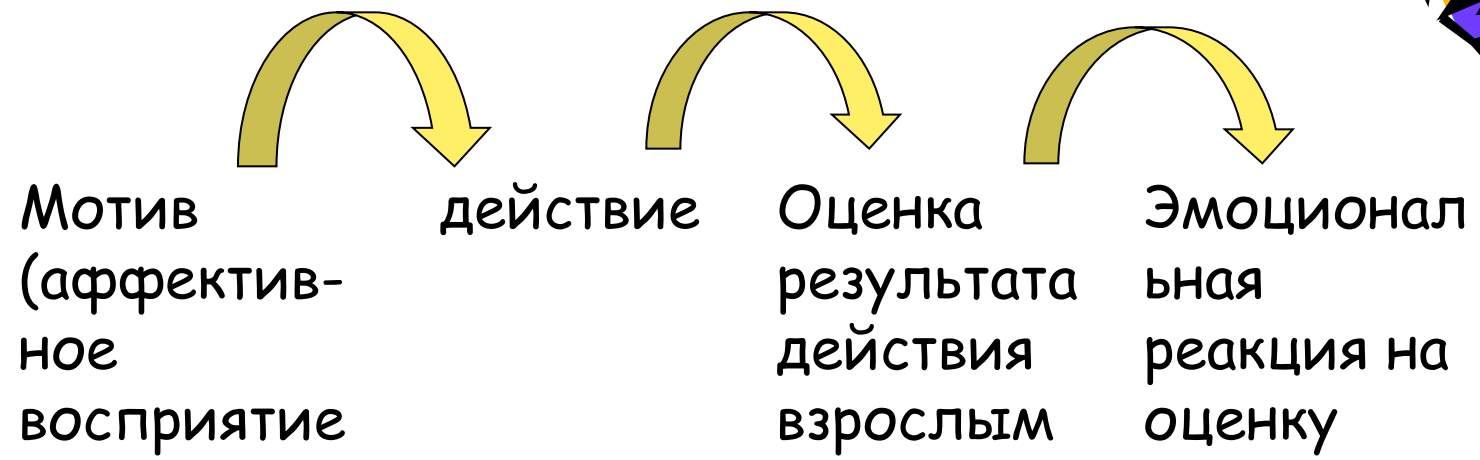 Мотив
(аффектив-
ное
восприятие
действие
Оценка
результата
действия
взрослым
Эмоционал
ьная
реакция на
оценку